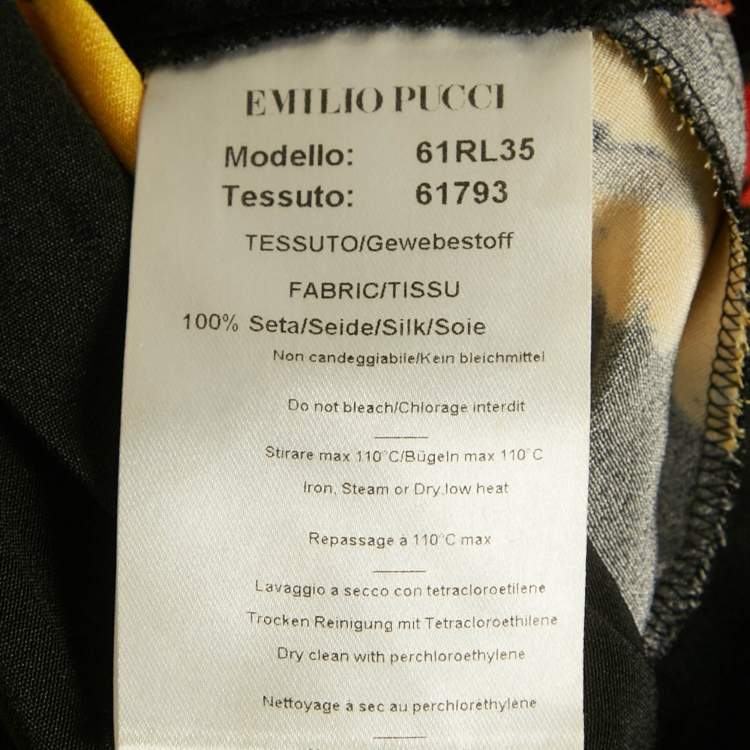 EMILIO PUCCI
Modello: 61RL35
Tessuto: 61793
TESSUTO/Gewebestoff
FABRIC/TISSU
100% Seta/Seide/Silk/Soie
Non candeggiabile/Kein bleichmittel
Do not bleach/Chlorage interdit
Stirare max 110°C/Bügeln max 110°C
Iron, Steam or Dry,low heat
Repassage à 110°C max
Lavaggio a secco con tetracloroetilene
Trocken Reinigung mit Tetracloroethilene
Dry clean with perchloroethylene
Nettoyage à sec au perchloréthylène